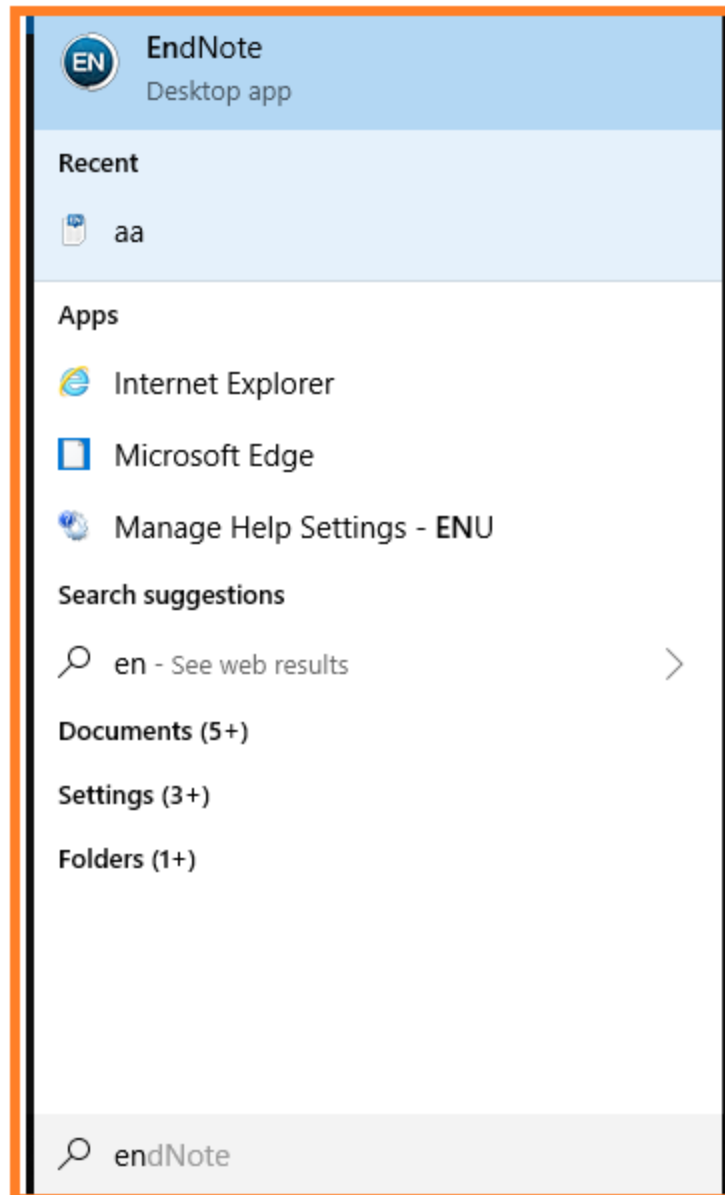 EN EndNote
Desktop app
Recent
aa
Apps
Internet Explorer
Microsoft Edge
Manage Help Settings - ENU
Search suggestions
en - See web results
Documents (5+)
Settings (3+)
Folders (1+)
endNote